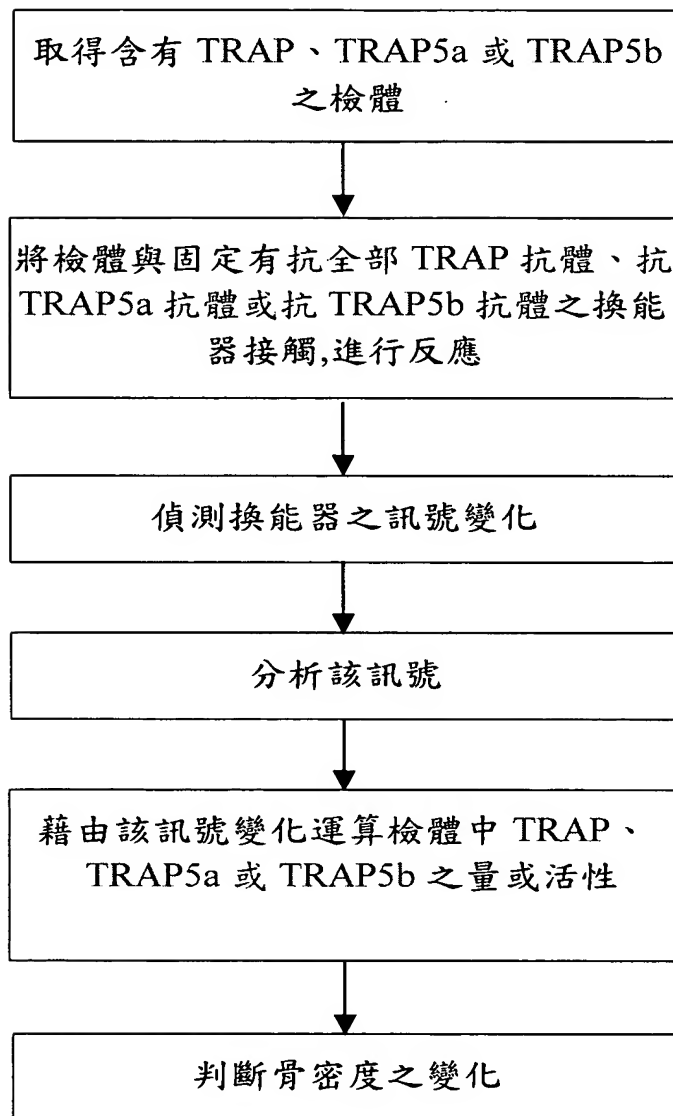 取得含有 TRAP、TRAP5a 或 TRAP5b
之檢體
將檢體與固定有抗全部 TRAP 抗體、抗
TRAP5a 抗體或抗 TRAP5b 抗體之換能
器接觸,進行反應
偵測換能器之訊號變化
分析該訊號
藉由該訊號變化運算檢體中 TRAP、
TRAP5a 或 TRAP5b 之量或活性
判斷骨密度之變化